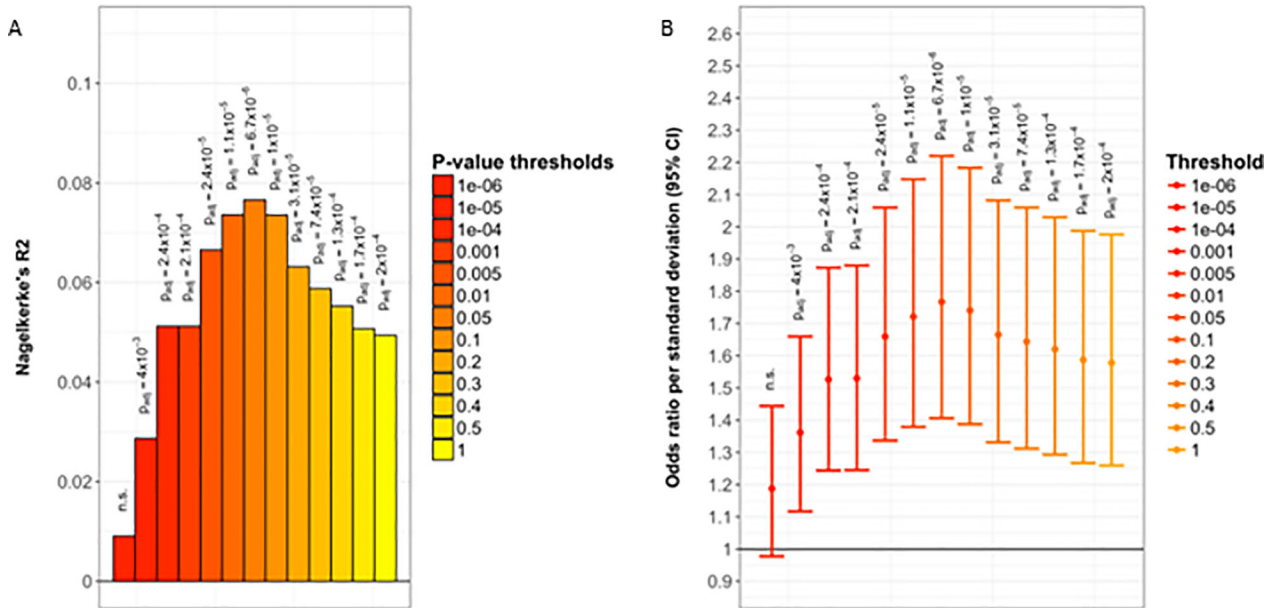 A
Nagelkerke's R2
0.1
0.08
0.06
0.04
0.02
0
n.s.
padj = 4x10−3
padj = 2.4x10−4
padj = 2.1x10−4
padj = 2.4x10−5
padj = 1.1x10−5
padj = 6.7x10−6
padj = 1x10−5
padj = 3.1x10−5
padj = 7.4x10−5
padj = 1.3x10−4
padj = 1.7x10−4
padj = 2x10−4
P-value thresholds
1e-06
1e-05
1e-04
0.001
0.005
0.01
0.05
0.1
0.2
0.3
0.4
0.5
1
B
Odds ratio per standard deviation (95% CI)
2.6
2.5
2.4
2.3
2.2
2.1
2
1.9
1.8
1.7
1.6
1.5
1.4
1.3
1.2
1.1
1
0.9
n.s.
padj = 4x10−3
padj = 2.4x10−4
padj = 2.1x10−4
padj = 2.4x10−5
padj = 1.1x10−5
padj = 6.7x10−6
padj = 1x10−5
padj = 3.1x10−5
padj = 7.4x10−5
padj = 1.3x10−4
padj = 1.7x10−4
padj = 2x10−4
Threshold
1e-06
1e-05
1e-04
0.001
0.005
0.01
0.05
0.1
0.2
0.3
0.4
0.5
1